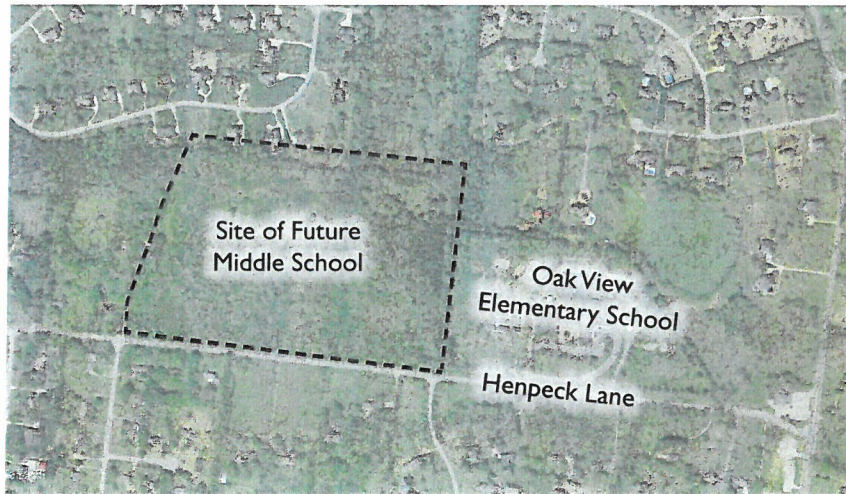 Site of Future
Middle School
Oak View
Elementary School
Henpeck Lane